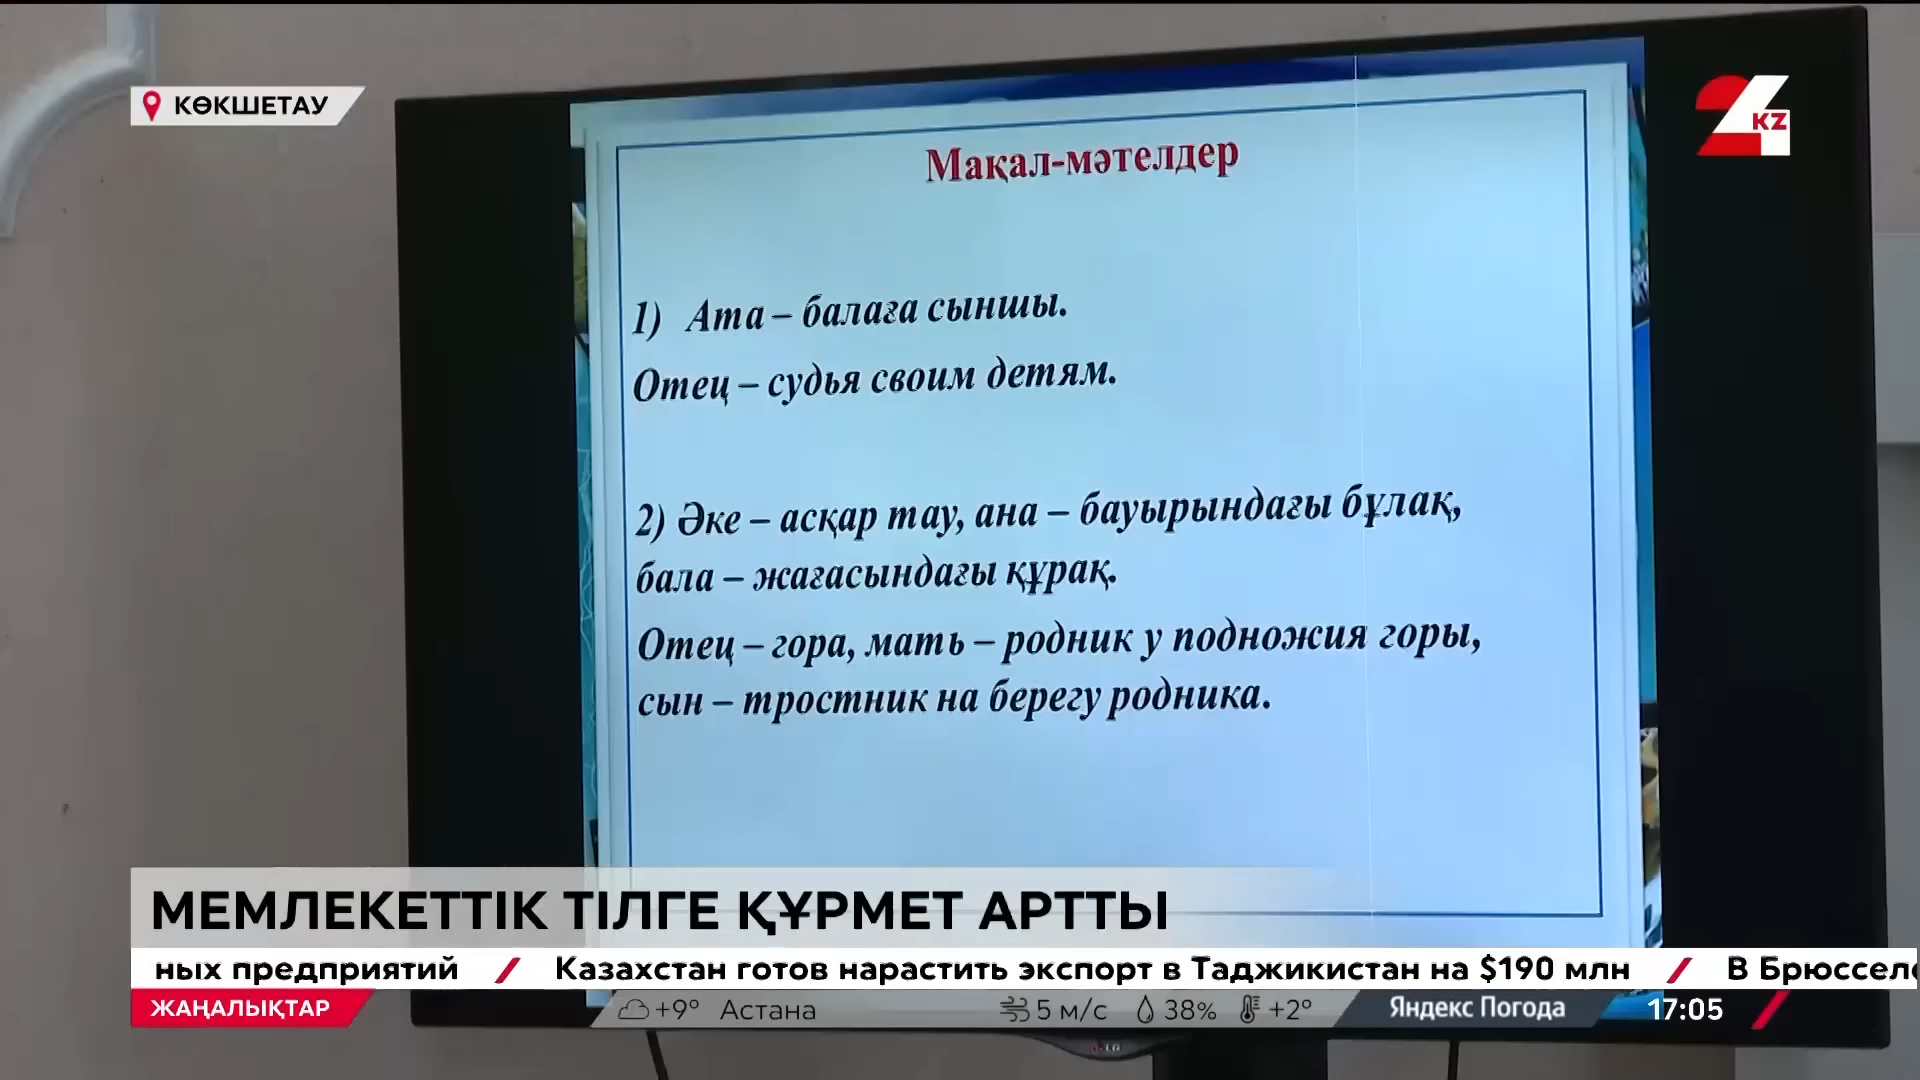 КӨКШЕТАУ
24 KZ
Мақал-мәтелдер
1) Ата – балаға сыншы.
Отец – судья своим детям.
2) Әке – асқар тау, ана – бауырындағы бұлақ,
бала – жағасындағы құрақ.
Отец – гора, мать – родник у подножия горы,
сын – тростник на берегу родника.
МЕМЛЕКЕТТІК ТІЛГЕ ҚҰРМЕТ АРТТЫ
ных предприятий / Казахстан готов нарастить экспорт в Таджикистан на $190 млн / В Брюссел
ЖАҢАЛЫҚТАР +9° Астана 5 м/с 38% +2° Яндекс Погода 17:05